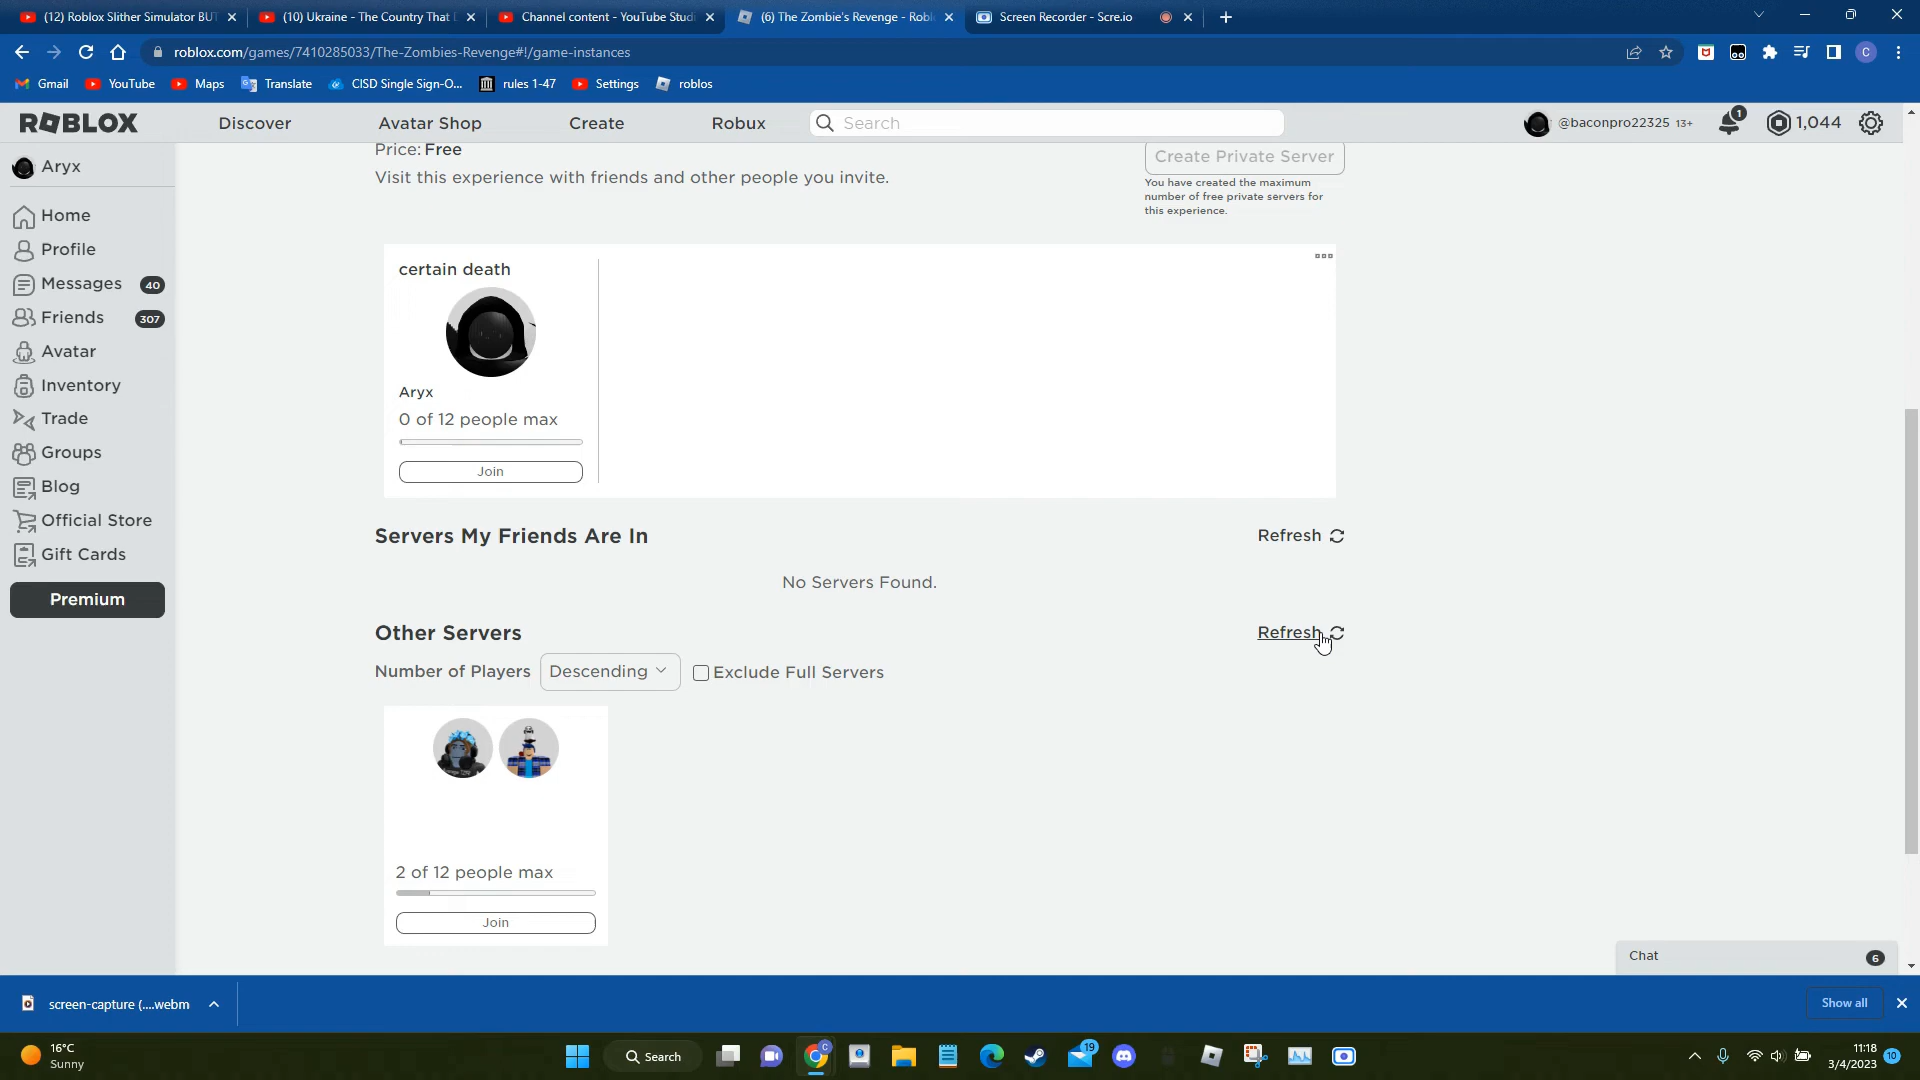 (12) Roblox Slither Simulator BUT
(10) Ukraine - The Country That
Channel content - YouTube Studi
(6) The Zombie's Revenge - Robl
Screen Recorder - Scre.io
roblox.com/games/7410285033/The-Zombies-Revenge#!/game-instances
C
Gmail
YouTube
Maps
Translate
CISD Single Sign-O...
rules 1-47
Settings
roblos
ROBLOX
Discover
Avatar Shop
Create
Robux
Search
@baconpro22325 13+
1
1,044
Aryx
Home
Profile
Messages 40
Friends 307
Avatar
Inventory
Trade
Groups
Blog
Official Store
Gift Cards
Premium
Price: Free
Visit this experience with friends and other people you invite.
Create Private Server
You have created the maximum
number of free private servers for
this experience.
certain death
Aryx
0 of 12 people max
Join
Servers My Friends Are In
Refresh
No Servers Found.
Other Servers
Refresh
Number of Players
Descending
Exclude Full Servers
2 of 12 people max
Join
Chat
6
screen-capture (....webm
Show all
16°C
Sunny
Search
C
19
11:18
3/4/2023
10